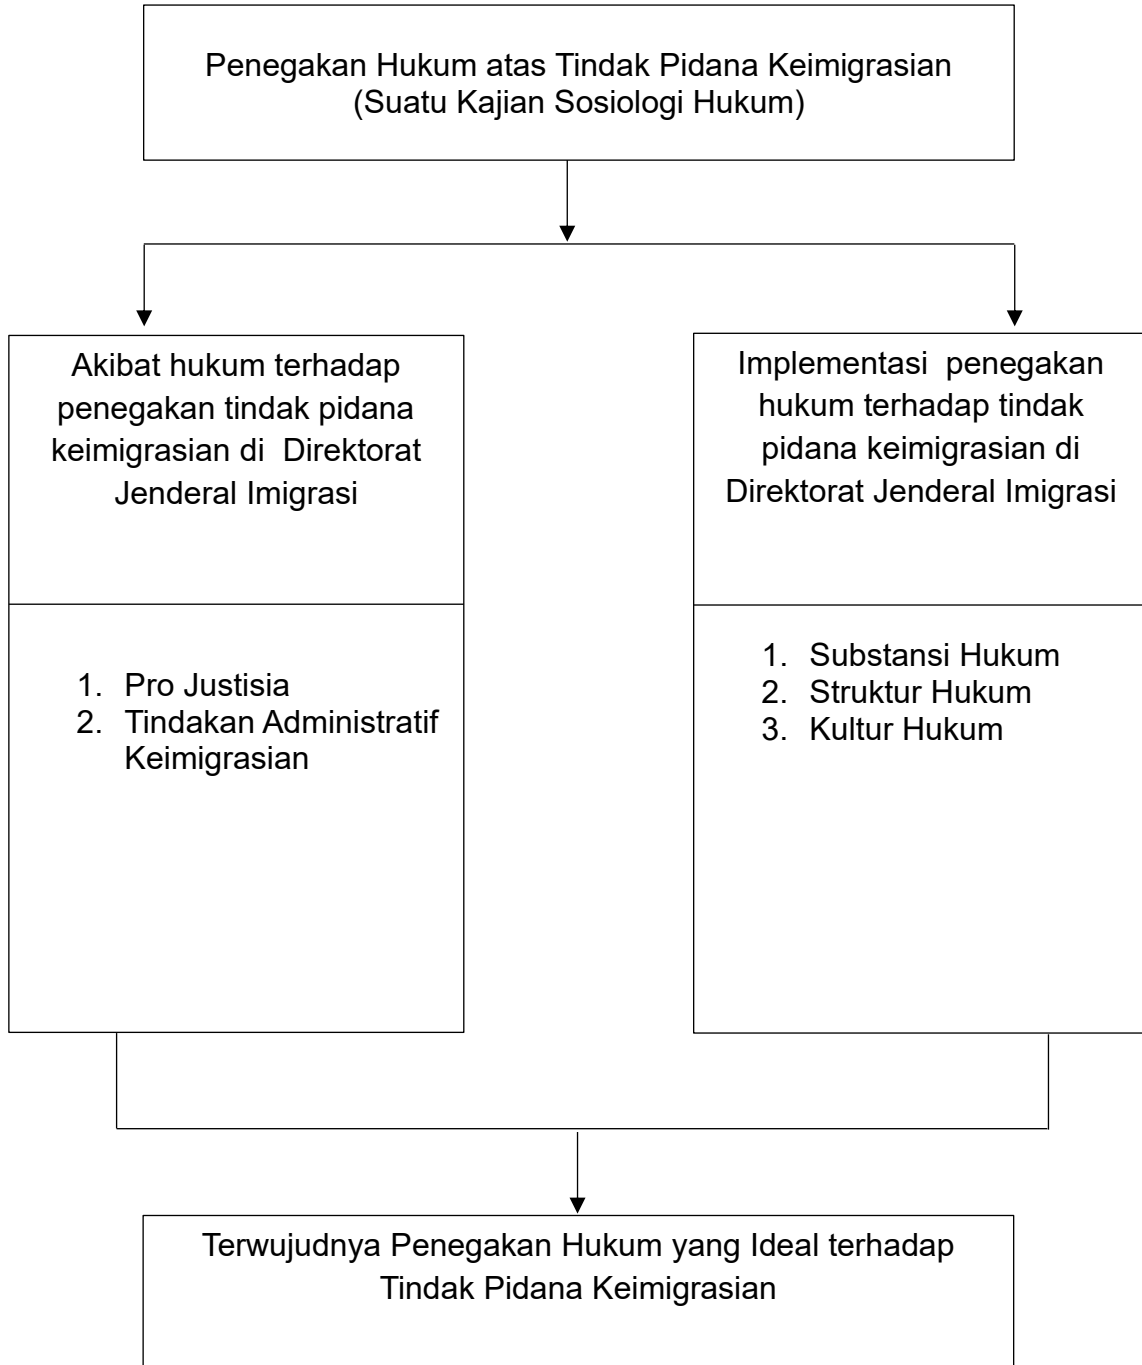 Penegakan Hukum atas Tindak Pidana Keimigrasian
(Suatu Kajian Sosiologi Hukum)
Akibat hukum terhadap
penegakan tindak pidana
keimigrasian di  Direktorat
Jenderal Imigrasi
1. Pro Justisia
2. Tindakan Administratif
Keimigrasian
Implementasi  penegakan
hukum terhadap tindak
pidana keimigrasian di
Direktorat Jenderal Imigrasi
1. Substansi Hukum
2. Struktur Hukum
3. Kultur Hukum
Terwujudnya Penegakan Hukum yang Ideal terhadap
Tindak Pidana Keimigrasian